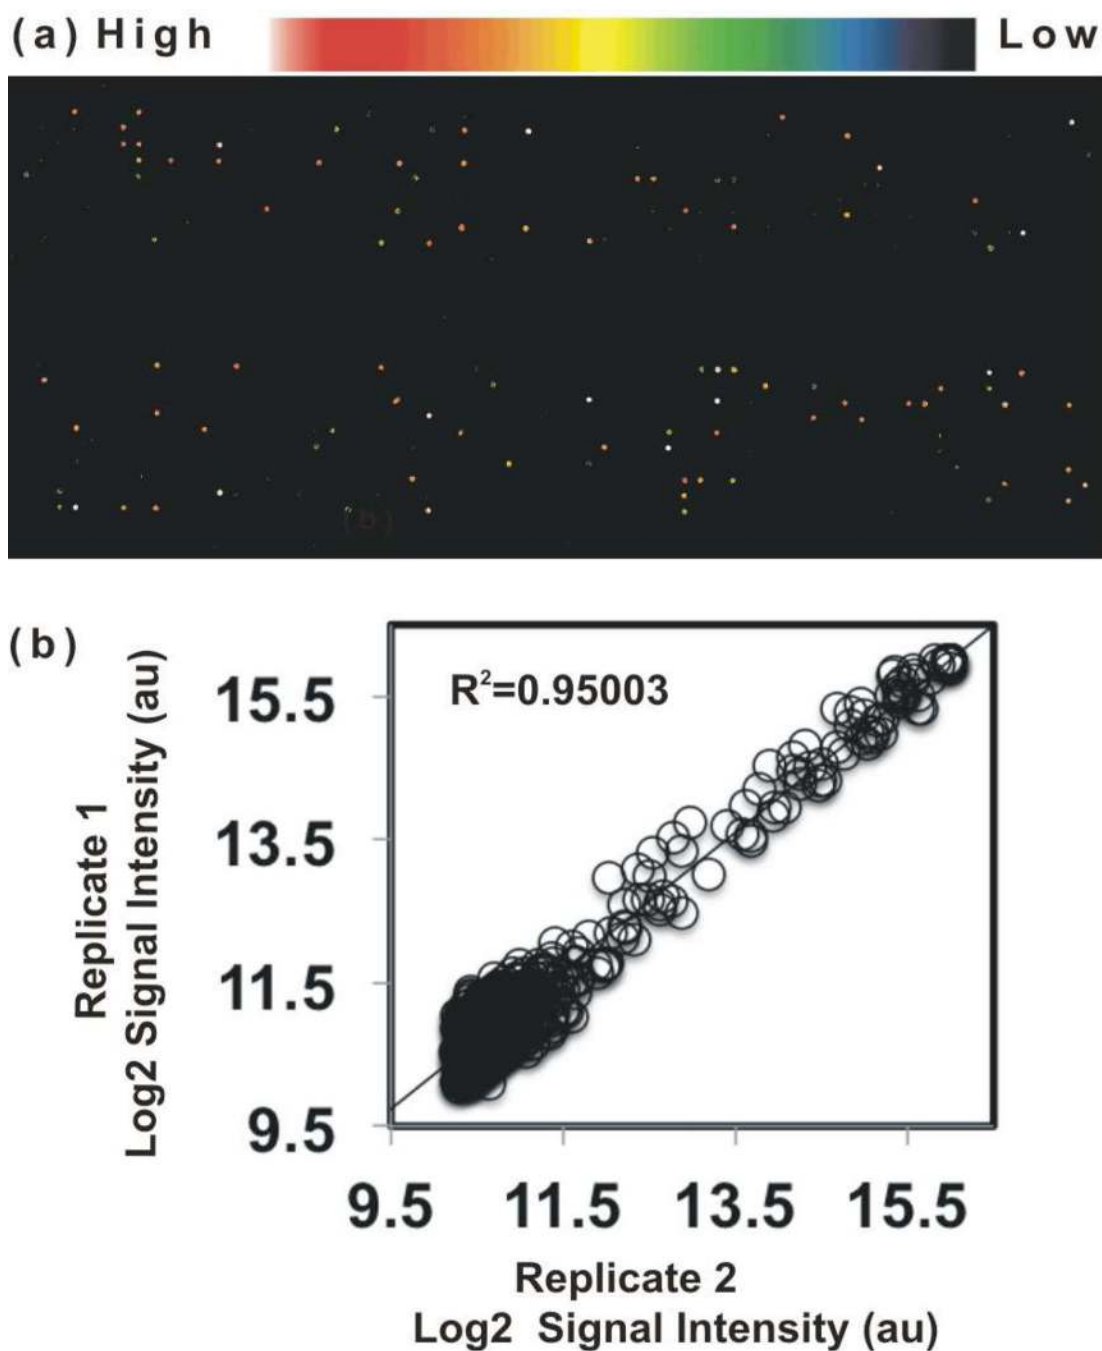 (a) High Low
(b)
(b)
R²=0.95003
15.5
13.5
11.5
9.5
Replicate 1
Log2 Signal Intensity (au)
9.5 11.5 13.5 15.5
Replicate 2
Log2 Signal Intensity (au)